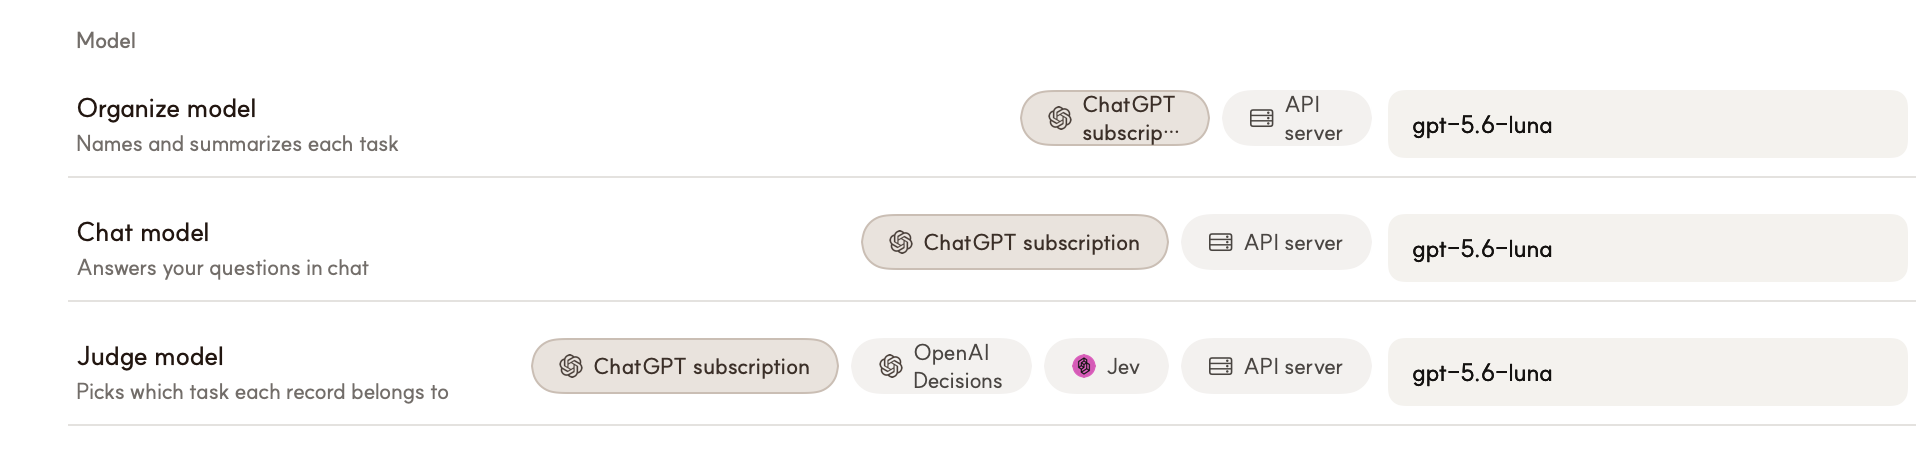 Model
Organize model
Names and summarizes each task
ChatGPT
subscrip···
API
server
gpt-5.6-luna
Chat model
Answers your questions in chat
ChatGPT subscription
API server
gpt-5.6-luna
Judge model
Picks which task each record belongs to
ChatGPT subscription
OpenAI
Decisions
Jev
API server
gpt-5.6-luna